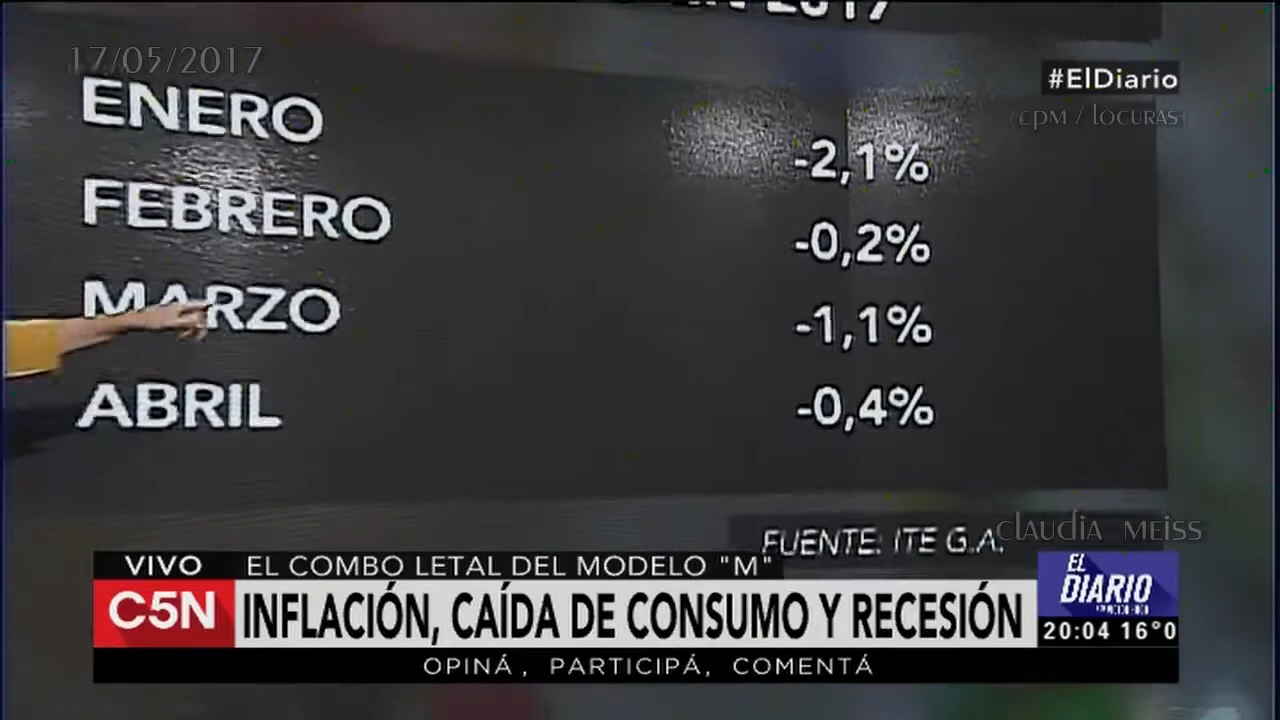 2017
17/05/2017
#ElDiario
cpm / locuras
ENERO -2,1%
FEBRERO -0,2%
MARZO -1,1%
ABRIL -0,4%
claudia meiss
FUENTE: ITE G.A.
VIVO EL COMBO LETAL DEL MODELO "M"
C5N INFLACIÓN, CAÍDA DE CONSUMO Y RECESIÓN
EL DIARIO
20:04 16°0
OPINÁ, PARTICIPÁ, COMENTÁ